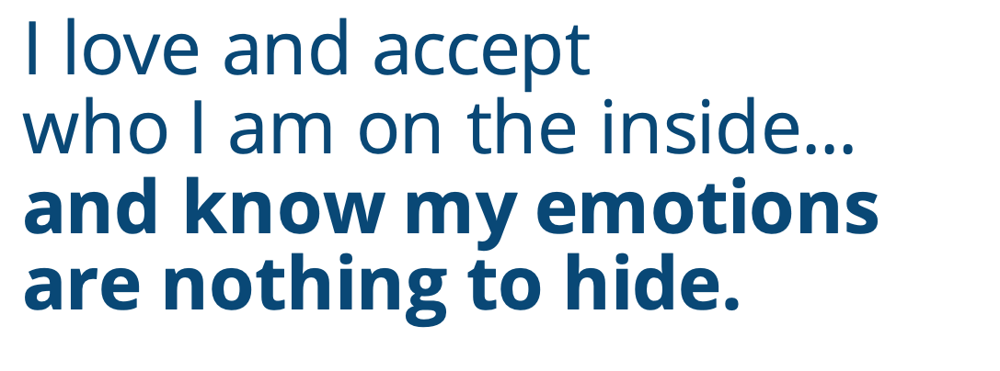 I love and accept
who I am on the inside...
and know my emotions
are nothing to hide.